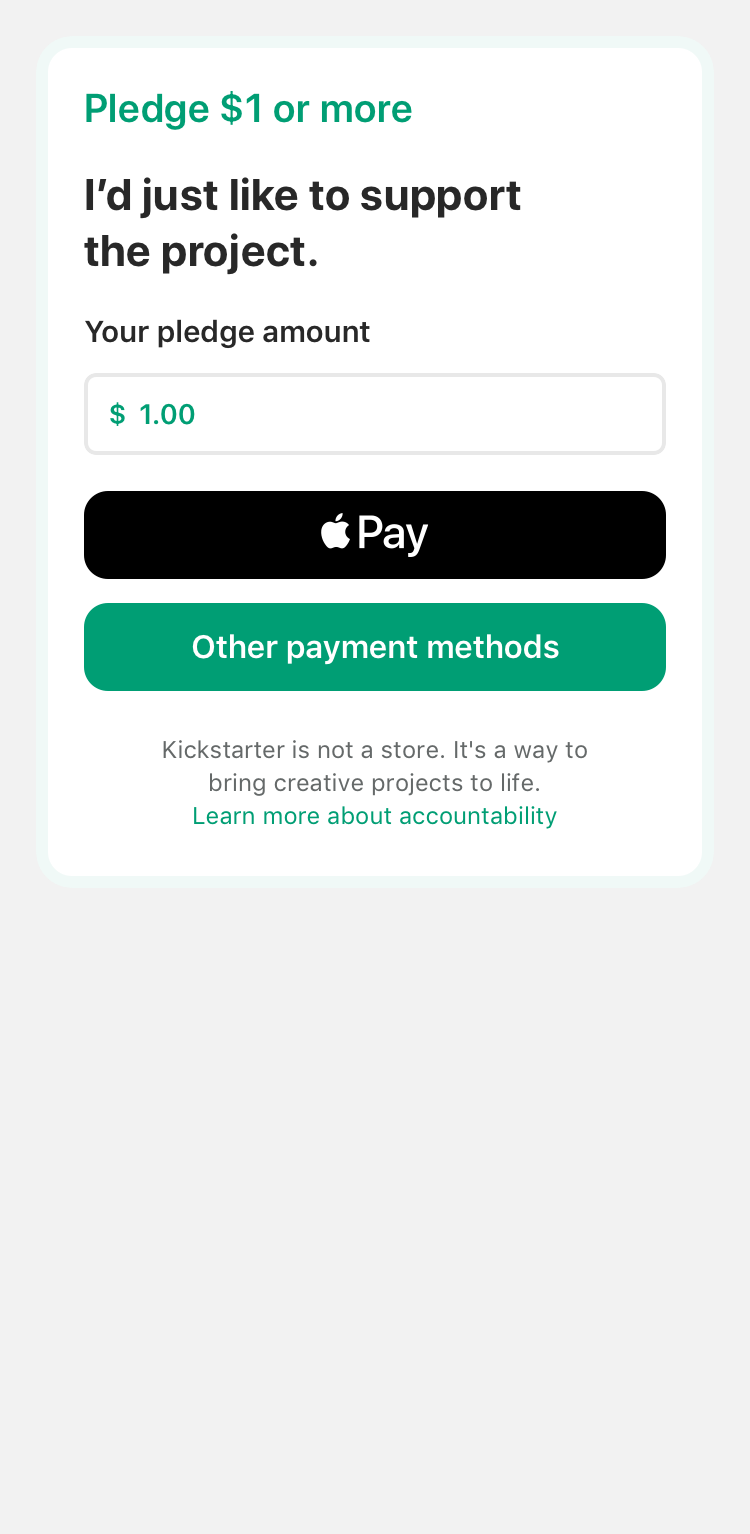 Pledge $1 or more
I’d just like to support
the project.
Your pledge amount
$ 1.00
Pay
Other payment methods
Kickstarter is not a store. It's a way to
bring creative projects to life.
Learn more about accountability